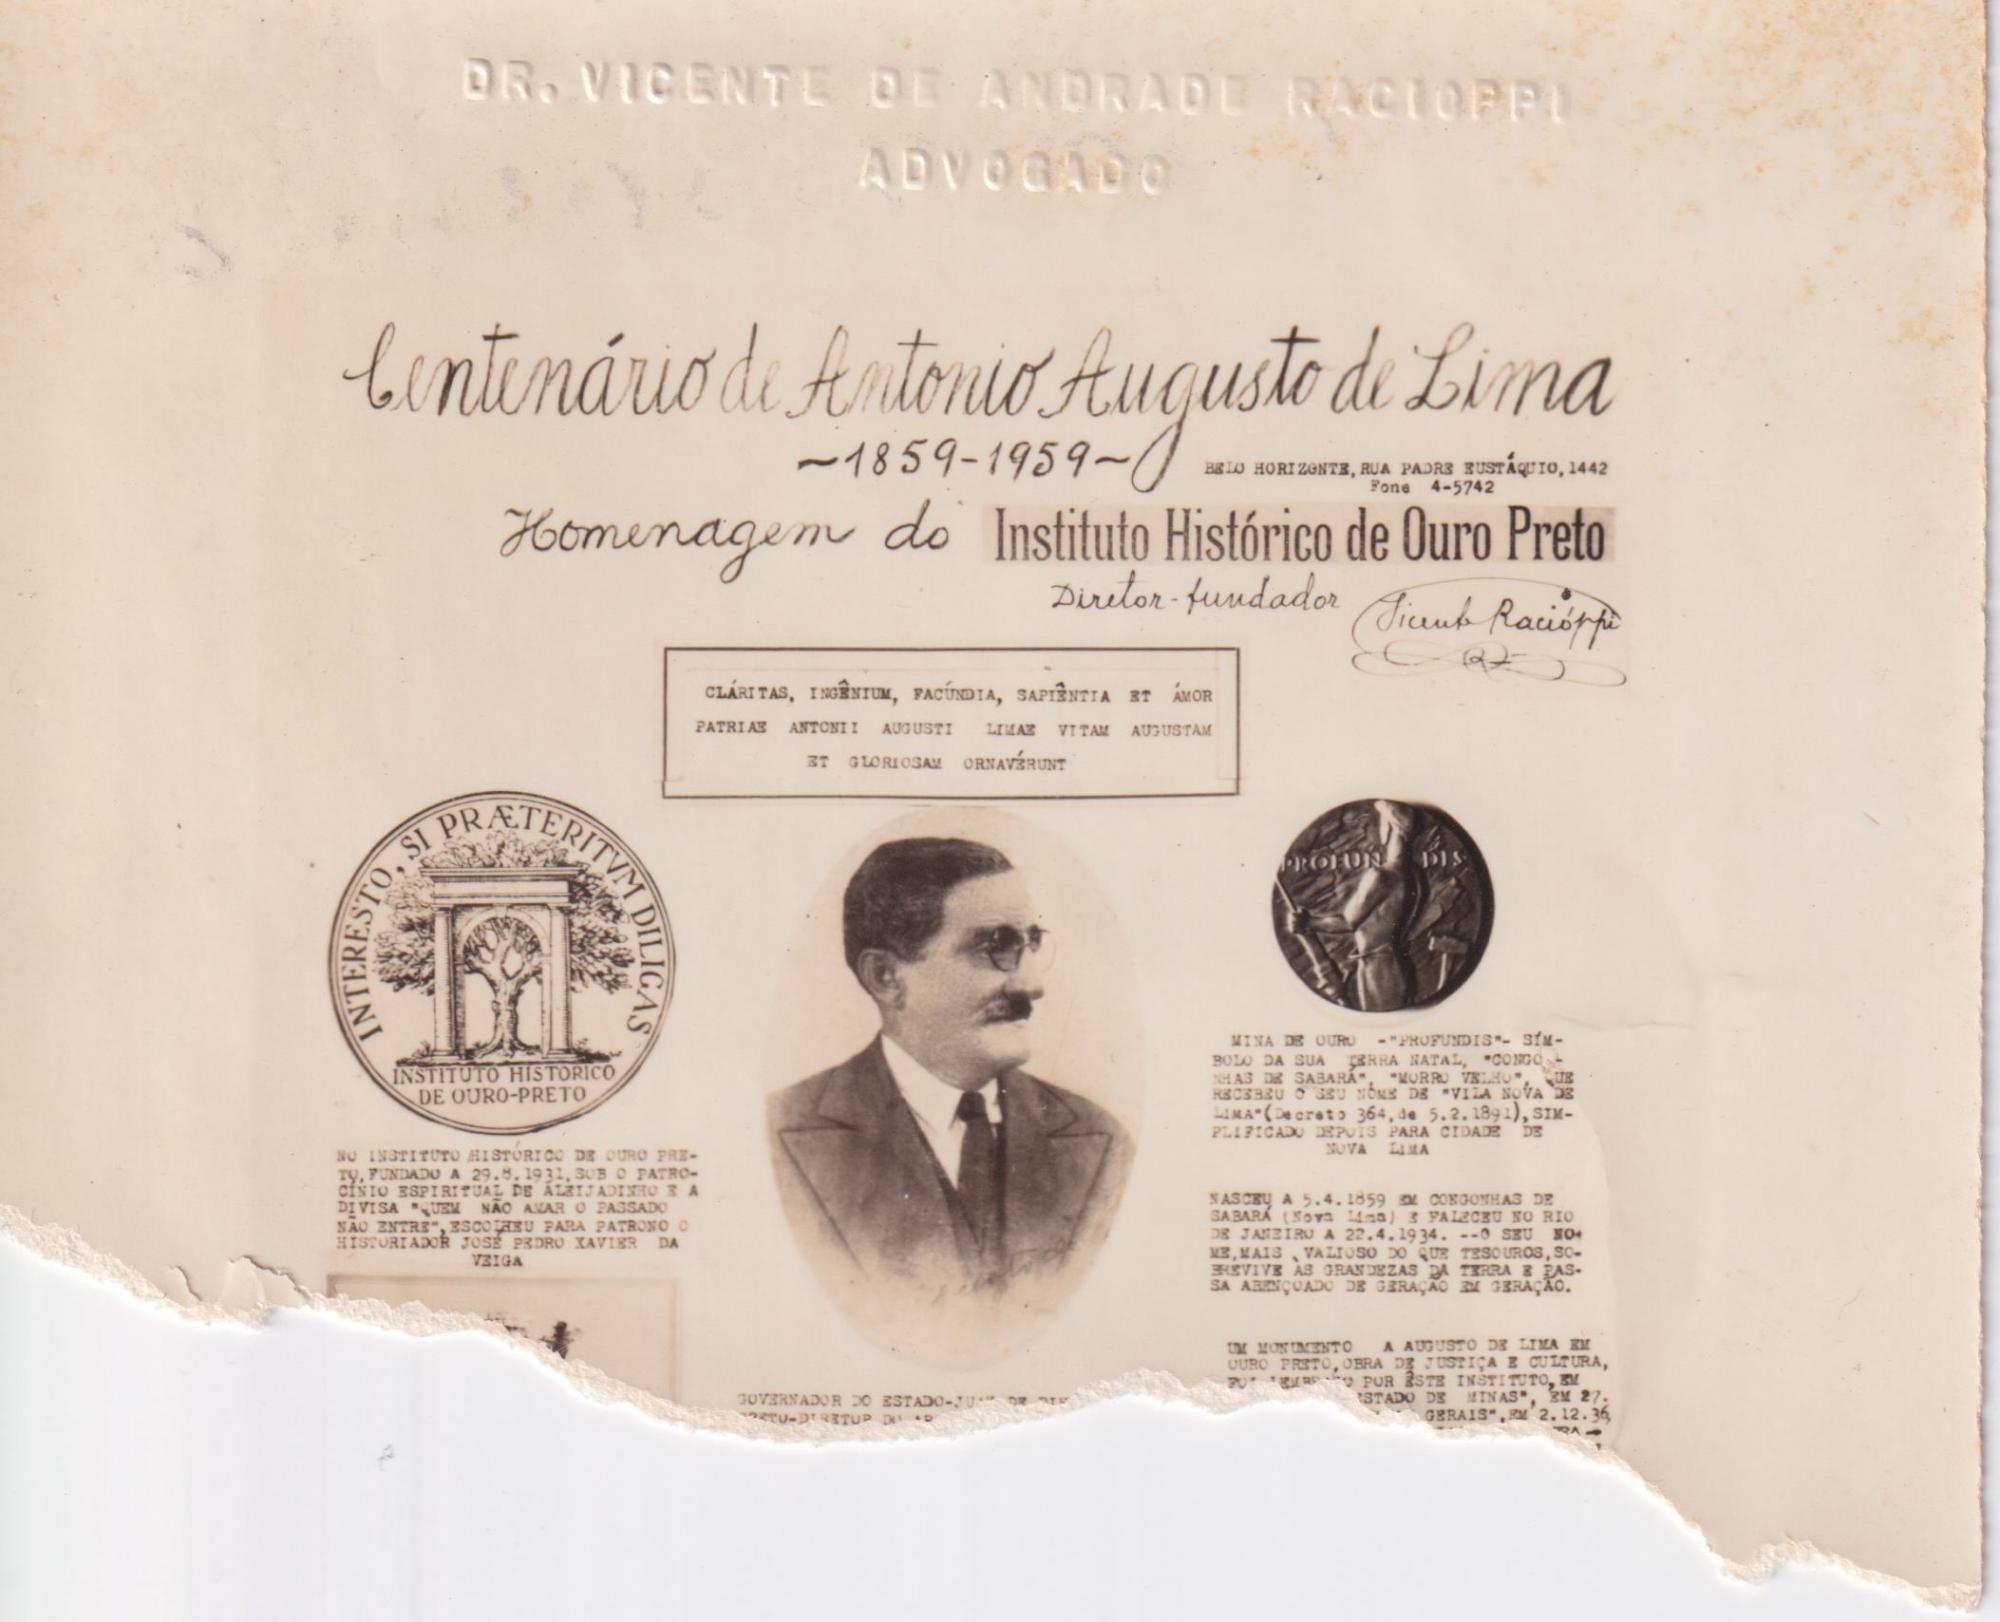 DR. VICENTE DE ANDRADE RACIOPPI
ADVOGADO
Centenário de Antonio Augusto de Lima
~1859-1959~
BELO HORIZONTE, RUA PADRE EUSTÁQUIO, 1442
Fone 4-5742
Homenagem do Instituto Histórico de Ouro Preto
Diretor-fundador Vicente Racióppi
CLÁRITAS, INGÊNIUM, FACÚNDIA, SAPIÊNTIA ET ÁMOR
PATRIAE ANTONII AUGUSTI LIMAE VITAM AUGUSTAM
ET GLORIOSAM ORNAVÉRUNT
INTERESTO, SI PRÆTERITVM DILIGAS
INSTITUTO HISTORICO
DE OURO-PRETO
NO INSTITUTO HISTÓRICO DE OURO PRE-
TO, FUNDADO A 29.8.1931, SOB O PATRO-
CÍNIO ESPIRITUAL DE ALEIJADINHO E A
DIVISA "QUEM NÃO AMAR O PASSADO
NÃO ENTRE", ESCOLHEU PARA PATRONO O
HISTORIADOR JOSÉ PEDRO XAVIER DA
VEIGA
GOVERNADOR DO ESTADO-JUIZ DE
PRETO-DIRETOR DO
PROFUNDIS
MINA DE OURO -"PROFUNDIS"- SÍM-
BOLO DA SUA TERRA NATAL, "CONGO-
NHAS DE SABARÁ", "MORRO VELHO", QUE
RECEBEU O SEU NOME DE "VILA NOVA DE
LIMA"(Decreto 364, de 5.2.1891), SIM-
PLIFICADO DEPOIS PARA CIDADE DE
NOVA LIMA
NASCEU A 5.4.1859 EM CONGONHAS DE
SABARÁ (Nova Lima) E FALECEU NO RIO
DE JANEIRO A 22.4.1934. --O SEU NO-
ME, MAIS VALIOSO DO QUE TESOUROS, SO-
BREVIVE AS GRANDEZAS DA TERRA E PAS-
SA ABENÇOADO DE GERAÇÃO EM GERAÇÃO.
UM MONUMENTO A AUGUSTO DE LIMA EM
OURO PRETO, OBRA DE JUSTIÇA E CULTURA,
FOI LEMBRADO POR ÊSTE INSTITUTO, EM
ESTADO DE MINAS", EM 27.
GERAIS", EM 2.12.36,